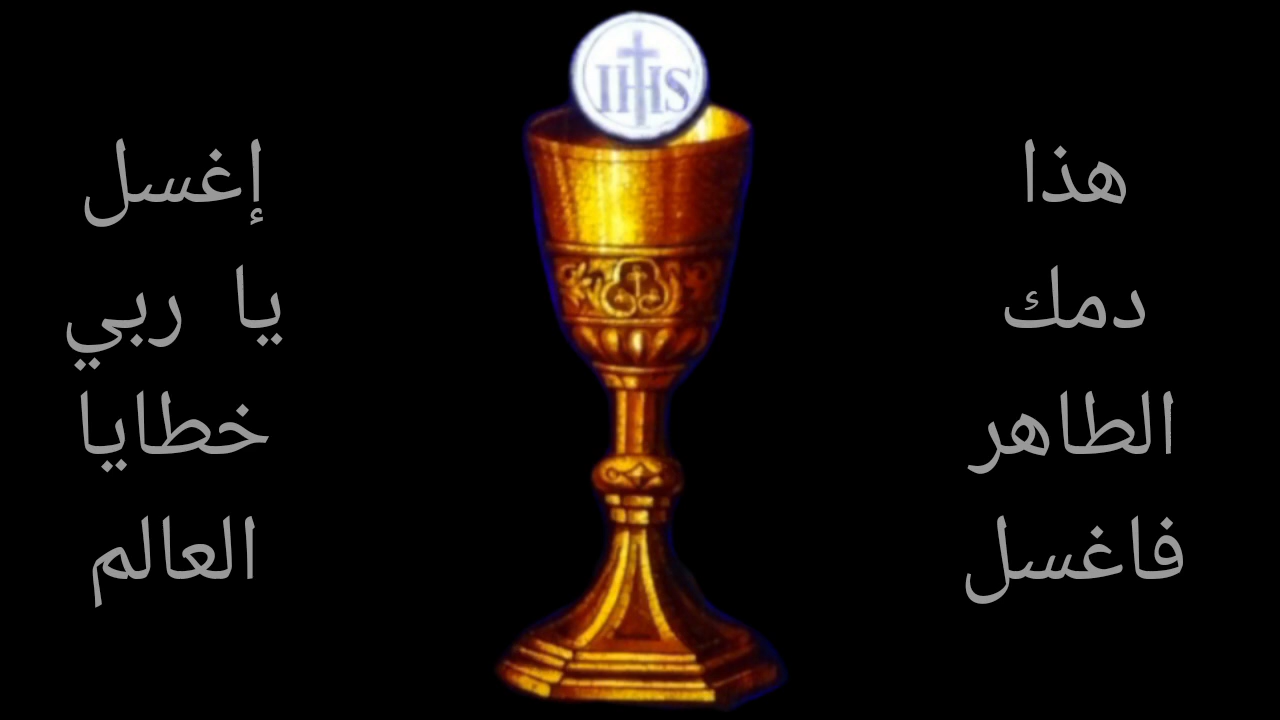 IHS
هذا
دمك
الطاهر
فاغسل
إغسل
يا ربي
خطايا
العالم